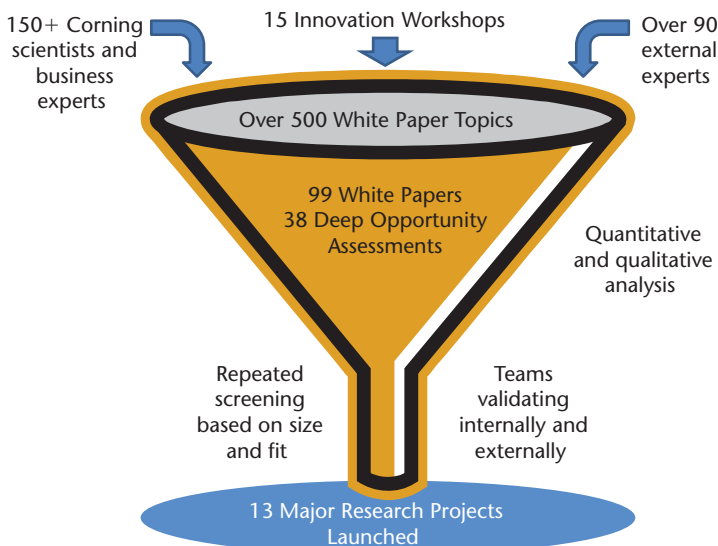 150+ Corning
scientists and
business
experts
15 Innovation Workshops
Over 90
external
experts
Over 500 White Paper Topics
99 White Papers
38 Deep Opportunity
Assessments
Quantitative
and qualitative
analysis
Repeated
screening
based on size
and fit
Teams
validating
internally and
externally
13 Major Research Projects
Launched